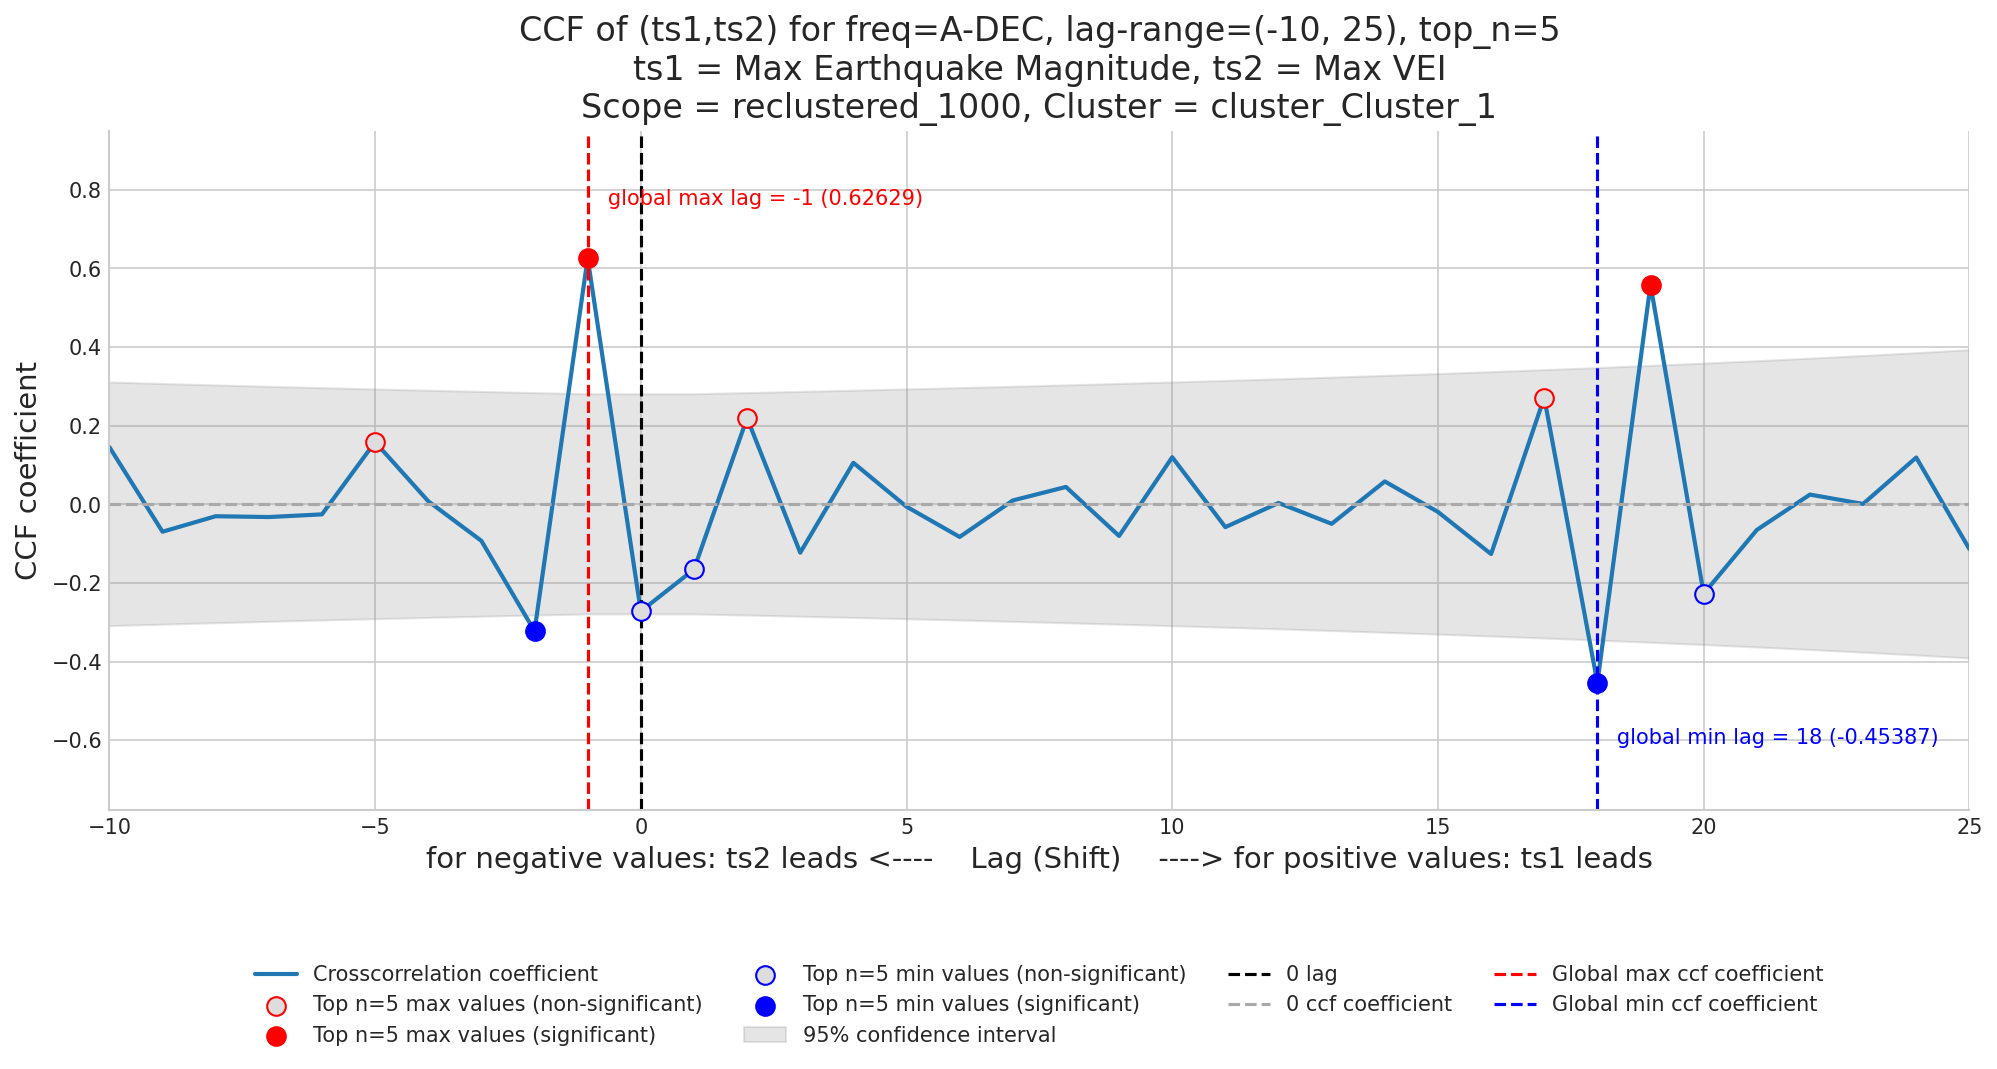 CCF of (ts1,ts2) for freq=A-DEC, lag-range=(-10, 25), top_n=5
ts1 = Max Earthquake Magnitude, ts2 = Max VEI
Scope = reclustered_1000, Cluster = cluster_Cluster_1
global max lag = -1 (0.62629)
global min lag = 18 (-0.45387)
CCF coefficient
0.8
0.6
0.4
0.2
0.0
−0.2
−0.4
−0.6
−10 −5 0 5 10 15 20 25
for negative values: ts2 leads <---- Lag (Shift) ----> for positive values: ts1 leads
Crosscorrelation coefficient
Top n=5 max values (non-significant)
Top n=5 max values (significant)
Top n=5 min values (non-significant)
Top n=5 min values (significant)
95% confidence interval
0 lag
0 ccf coefficient
Global max ccf coefficient
Global min ccf coefficient